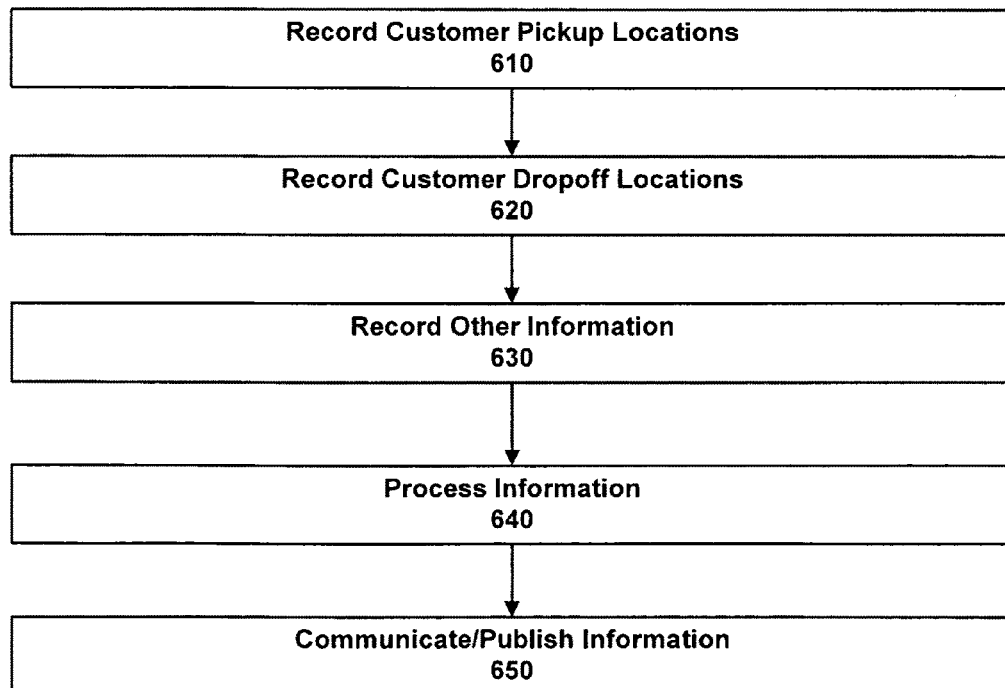 Record Customer Pickup Locations
610
Record Customer Dropoff Locations
620
Record Other Information
630
Process Information
640
Communicate/Publish Information
650